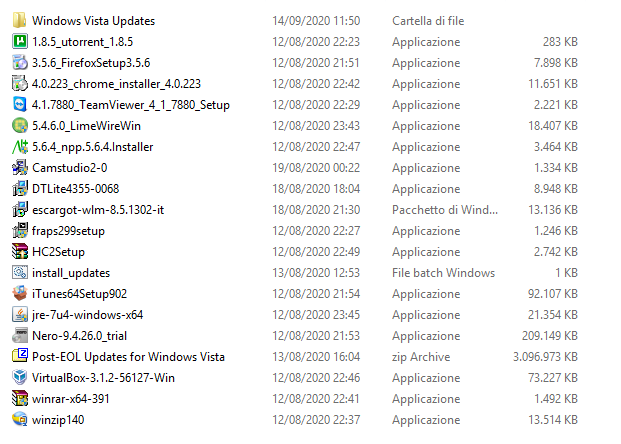 Windows Vista Updates 14/09/2020 11:50 Cartella di file
1.8.5_utorrent_1.8.5 12/08/2020 22:23 Applicazione 283 KB
3.5.6_FirefoxSetup3.5.6 12/08/2020 21:51 Applicazione 7.898 KB
4.0.223_chrome_installer_4.0.223 12/08/2020 22:42 Applicazione 11.651 KB
4.1.7880_TeamViewer_4_1_7880_Setup 12/08/2020 22:29 Applicazione 2.221 KB
5.4.6.0_LimeWireWin 12/08/2020 23:43 Applicazione 18.407 KB
5.6.4_npp.5.6.4.Installer 12/08/2020 22:47 Applicazione 3.464 KB
Camstudio2-0 19/08/2020 00:22 Applicazione 1.334 KB
DTLite4355-0068 18/08/2020 18:04 Applicazione 8.948 KB
escargot-wlm-8.5.1302-it 18/08/2020 21:30 Pacchetto di Wind... 13.136 KB
fraps299setup 12/08/2020 22:27 Applicazione 1.246 KB
HC2Setup 12/08/2020 22:49 Applicazione 2.742 KB
install_updates 13/08/2020 12:53 File batch Windows 1 KB
iTunes64Setup902 12/08/2020 21:54 Applicazione 92.107 KB
jre-7u4-windows-x64 12/08/2020 23:45 Applicazione 21.354 KB
Nero-9.4.26.0_trial 12/08/2020 21:53 Applicazione 209.149 KB
Post-EOL Updates for Windows Vista 13/08/2020 16:04 zip Archive 3.096.973 KB
VirtualBox-3.1.2-56127-Win 12/08/2020 22:46 Applicazione 73.227 KB
winrar-x64-391 12/08/2020 22:41 Applicazione 1.492 KB
winzip140 12/08/2020 22:37 Applicazione 13.514 KB